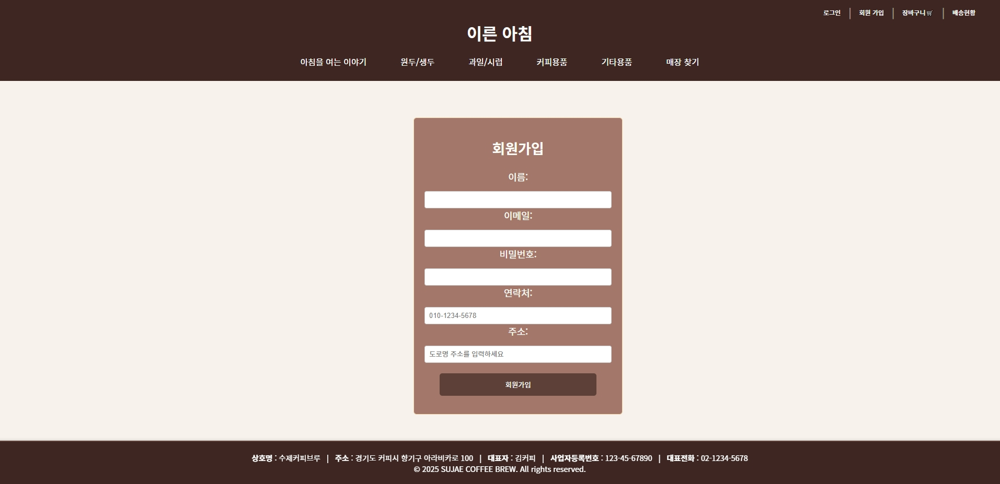 로그인 | 회원 가입 | 장바구니🛒 | 배송현황
이른 아침
아침을 여는 이야기 원두/생두 과일/시럽 커피용품 기타용품 매장 찾기
회원가입
이름:
이메일:
비밀번호:
연락처:
010-1234-5678
주소:
도로명 주소를 입력하세요
회원가입
상호명 : 수제커피브루 | 주소 : 경기도 커피시 향기구 아라비카로 100 | 대표자 : 김커피 | 사업자등록번호 : 123-45-67890 | 대표전화 : 02-1234-5678
© 2025 SUJAE COFFEE BREW. All rights reserved.